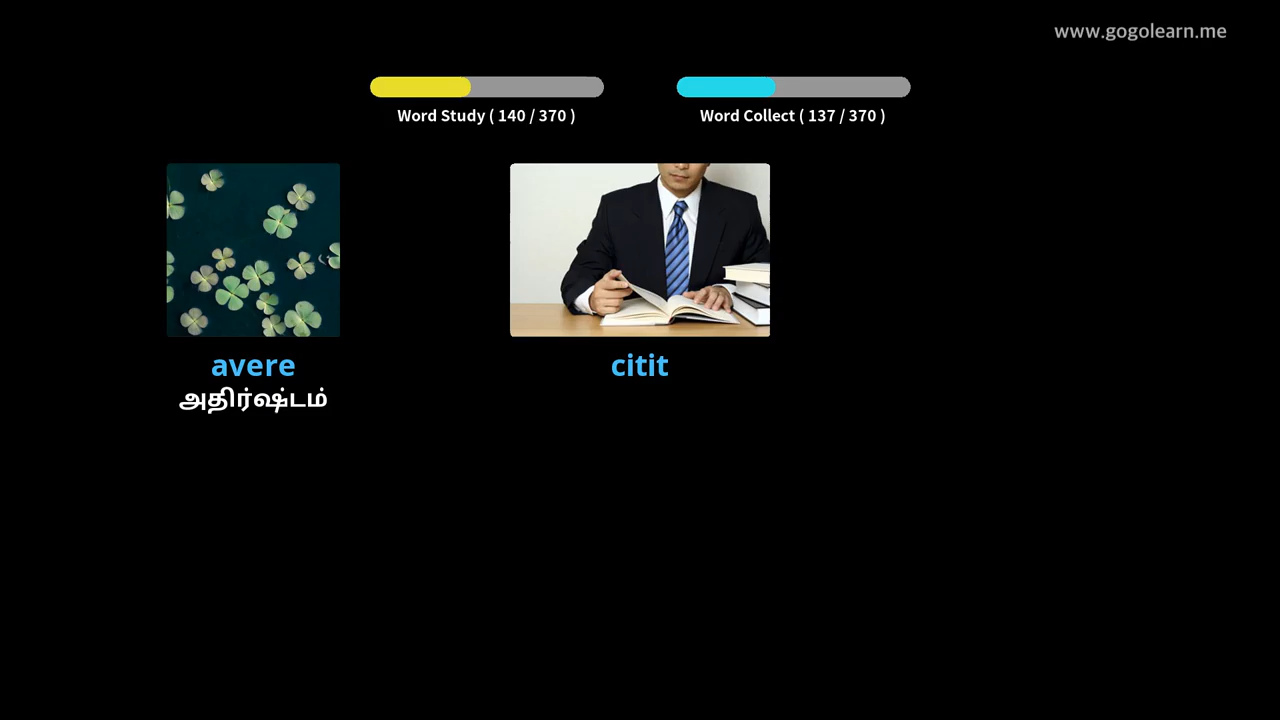 www.gogolearn.me
Word Study ( 140 / 370 )
Word Collect ( 137 / 370 )
avere
அதிர்ஷ்டம்
citit